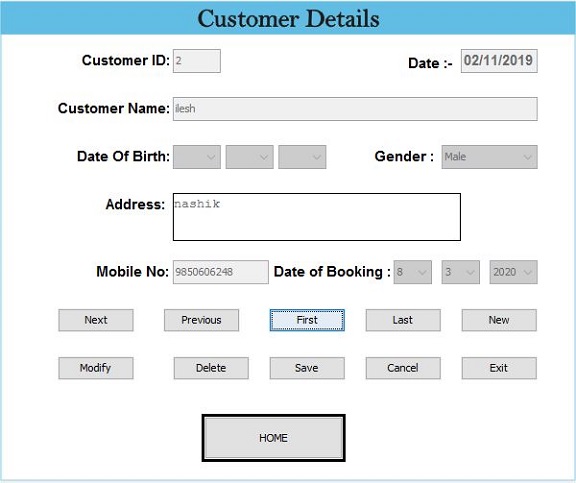 Customer Details
Customer ID: 2 Date :- 02/11/2019
Customer Name: ilesh
Date Of Birth: Gender : Male
Address: nashik
Mobile No: 9850606248 Date of Booking : 8 3 2020
Next Previous First Last New
Modify Delete Save Cancel Exit
HOME